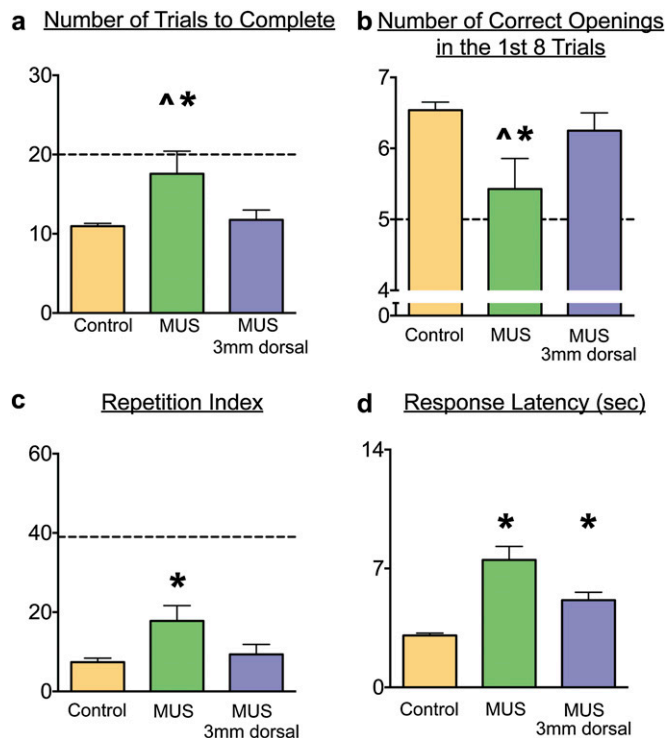 a Number of Trials to Complete
30
20
10
0
^ *
Control
MUS
MUS
3mm dorsal
b Number of Correct Openings
in the 1st 8 Trials
7
6
5
4
0
^ *
Control
MUS
MUS
3mm dorsal
c Repetition Index
60
40
20
0
*
Control
MUS
MUS
3mm dorsal
d Response Latency (sec)
14
7
0
*
*
Control
MUS
MUS
3mm dorsal